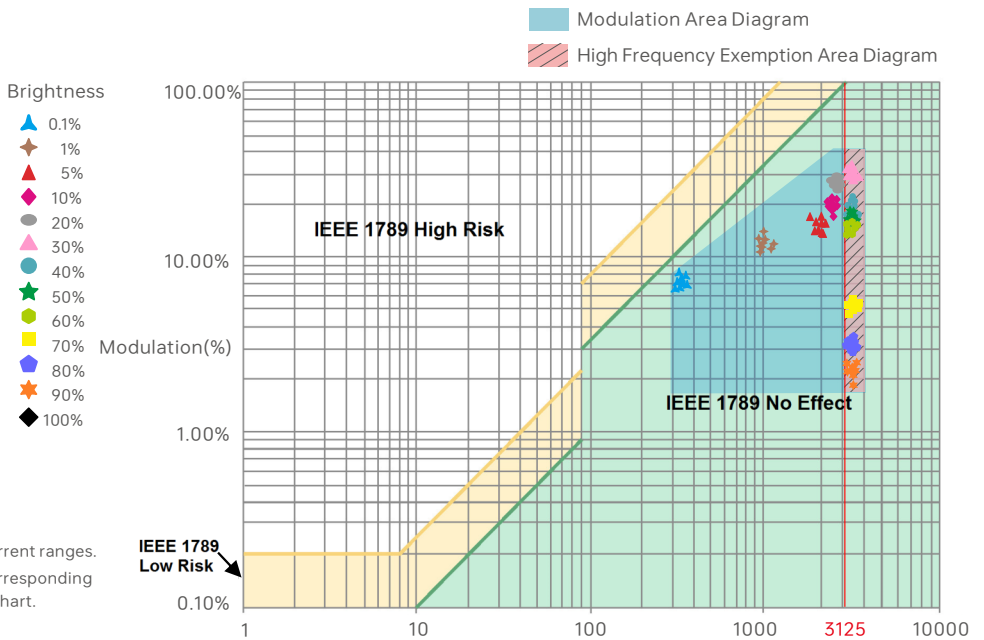 Modulation Area Diagram
High Frequency Exemption Area Diagram
Brightness
0.1%
1%
5%
10%
20%
30%
40%
50%
60%
70%
80%
90%
100%
100.00%
10.00%
Modulation(%)
1.00%
0.10%
IEEE 1789 High Risk
IEEE 1789 No Effect
IEEE 1789
Low Risk
rrent ranges.
rresponding
hart.
1 10 100 1000 3125 10000